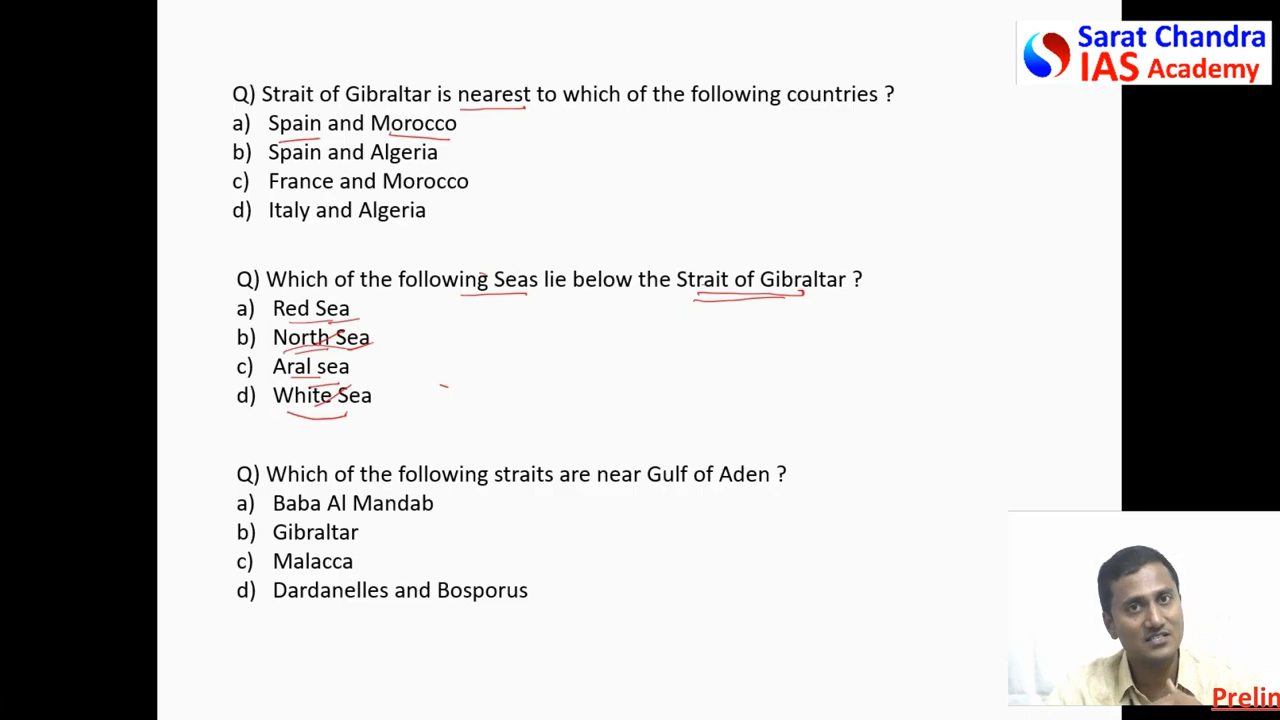 Sarat Chandra
IAS Academy
Q) Strait of Gibraltar is nearest to which of the following countries ?
a) Spain and Morocco
b) Spain and Algeria
c) France and Morocco
d) Italy and Algeria
Q) Which of the following Seas lie below the Strait of Gibraltar ?
a) Red Sea
b) North Sea
c) Aral sea
d) White Sea
Q) Which of the following straits are near Gulf of Aden ?
a) Baba Al Mandab
b) Gibraltar
c) Malacca
d) Dardanelles and Bosporus
Prelin